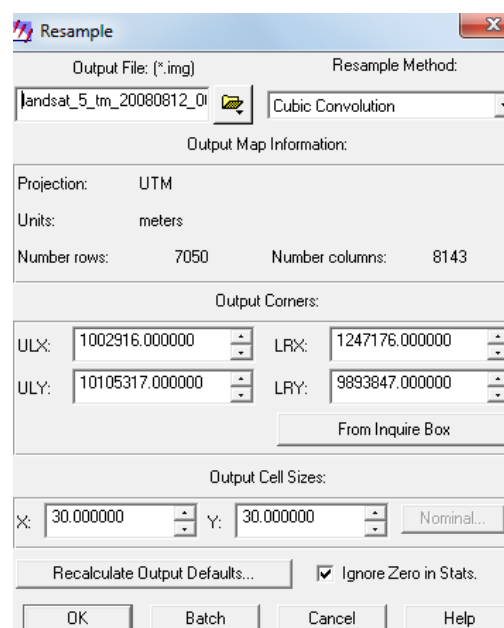 Resample
Output File: (*.img)
Resample Method:
landsat_5_tm_20080812_0
Cubic Convolution
Output Map Information:
Projection: UTM
Units: meters
Number rows: 7050 Number columns: 8143
Output Corners:
ULX: 1002916.000000 LRX: 1247176.000000
ULY: 10105317.000000 LRY: 9893847.000000
From Inquire Box
Output Cell Sizes:
X: 30.000000 Y: 30.000000 Nominal...
Recalculate Output Defaults... Ignore Zero in Stats.
OK Batch Cancel Help